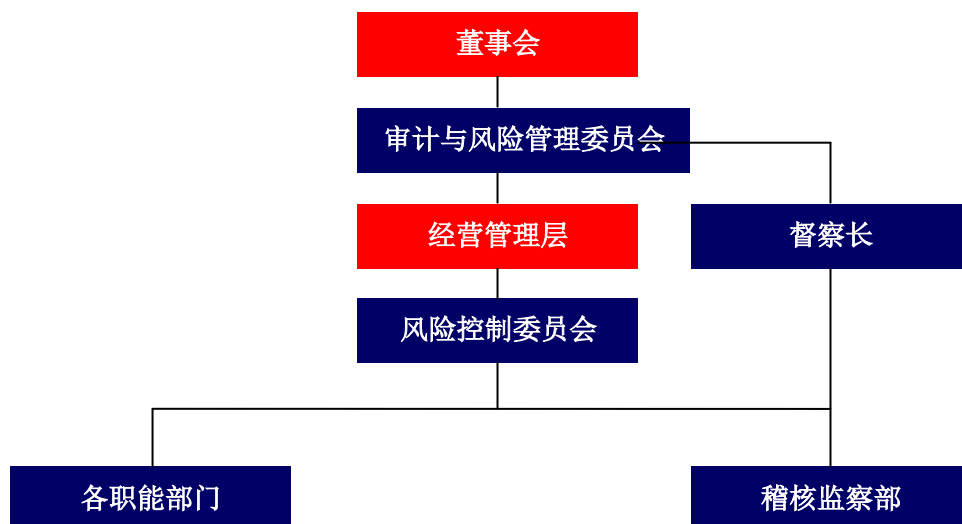 董事会
审计与风险管理委员会
经营管理层
督察长
风险控制委员会
各职能部门
稽核监察部